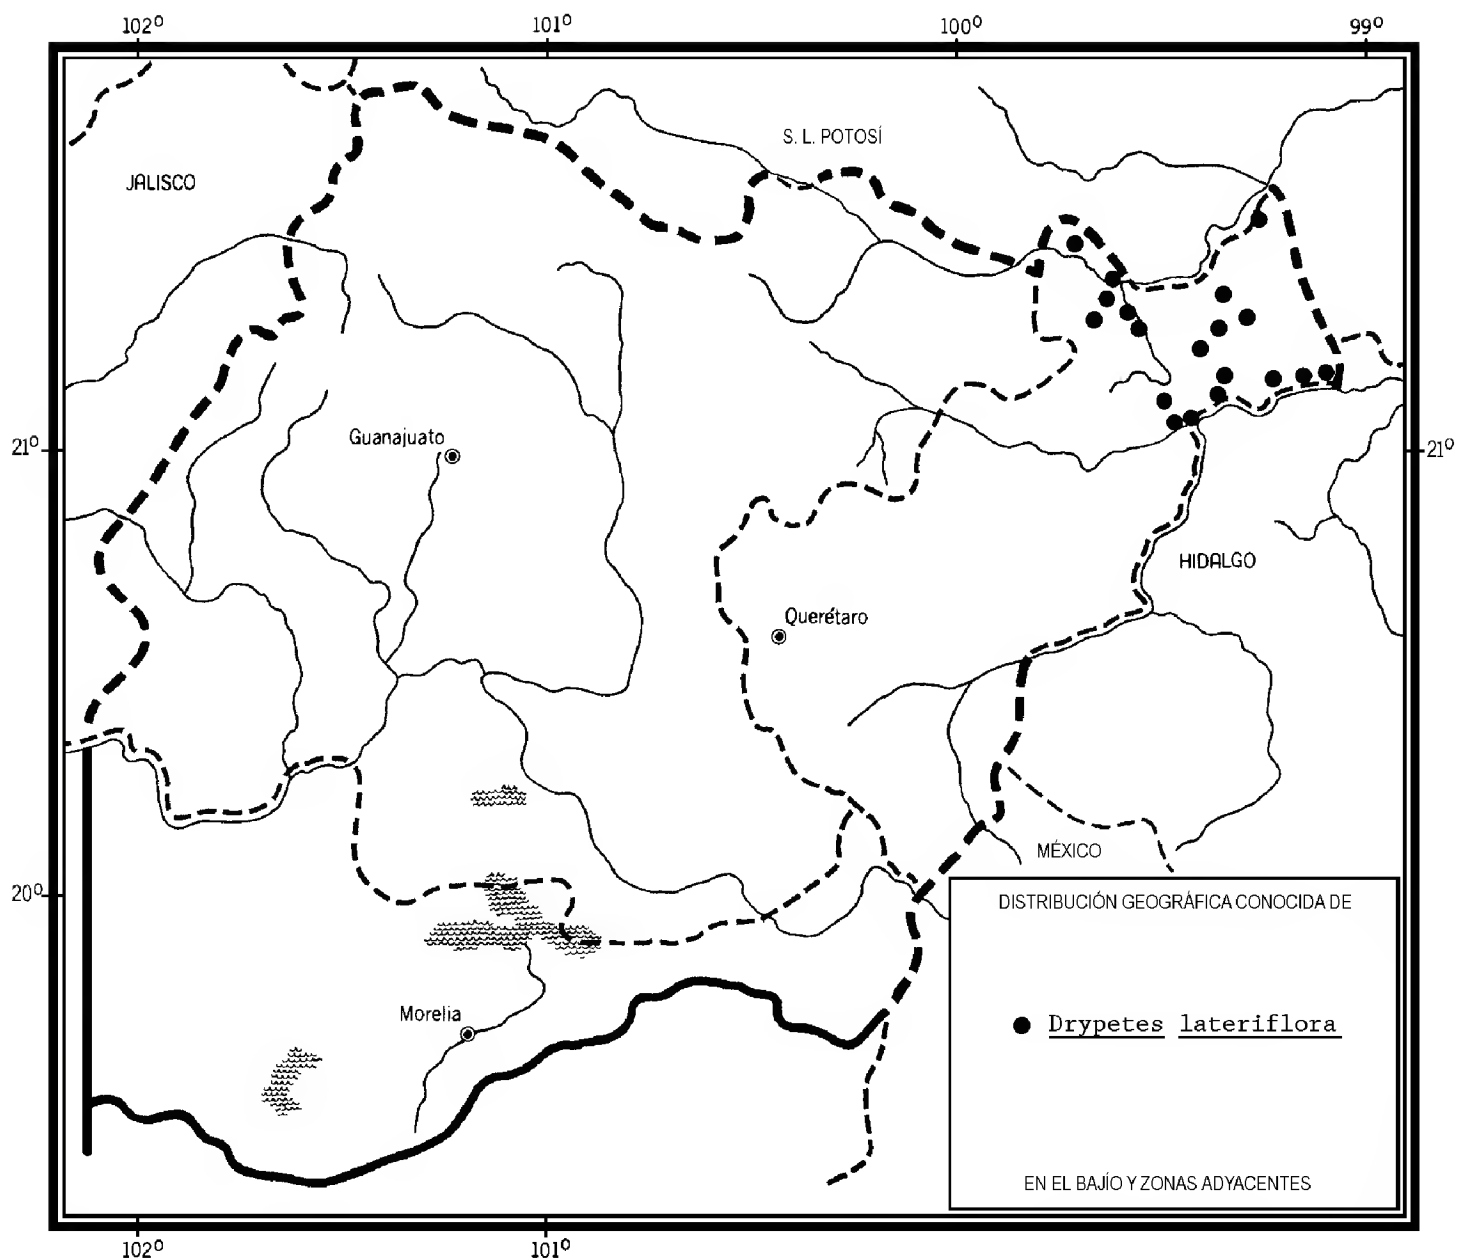 102º 101º 100º 99º
S. L. POTOSÍ
JALISCO
Guanajuato
21º 21º
HIDALGO
Querétaro
MÉXICO
20º
DISTRIBUCIÓN GEOGRÁFICA CONOCIDA DE
Morelia
Drypetes lateriflora
EN EL BAJÍO Y ZONAS ADYACENTES
102º 101º